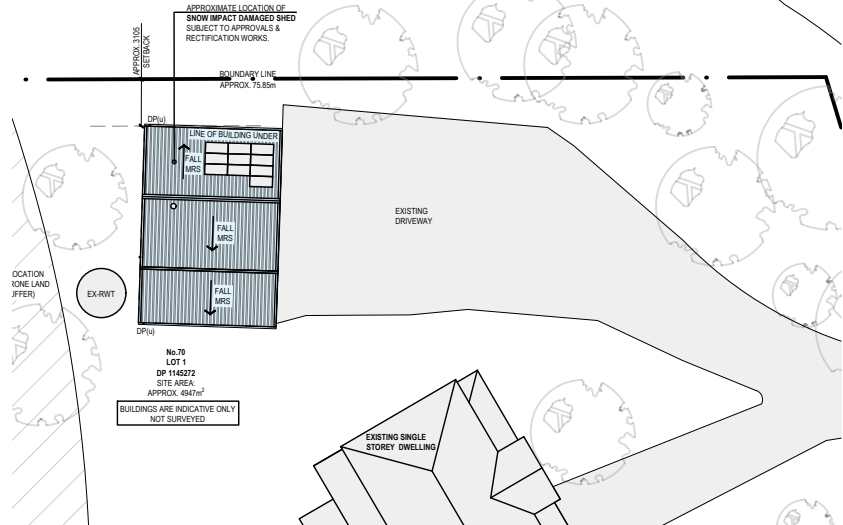 APPROXIMATE LOCATION OF
SNOW IMPACT DAMAGED SHED
SUBJECT TO APPROVALS &
RECTIFICATION WORKS.
APPROX. 3105
SETBACK
BOUNDARY LINE
APPROX. 75.85m
DP(u)
LINE OF BUILDING UNDER
FALL
MRS
EXISTING
DRIVEWAY
FALL
MRS
OCATION
RONE LAND
UFFER)
EX-RWT
FALL
MRS
DP(u)
No.70
LOT 1
DP 1145272
SITE AREA:
APPROX. 4947m²
BUILDINGS ARE INDICATIVE ONLY
NOT SURVEYED
EXISTING SINGLE
STOREY DWELLING